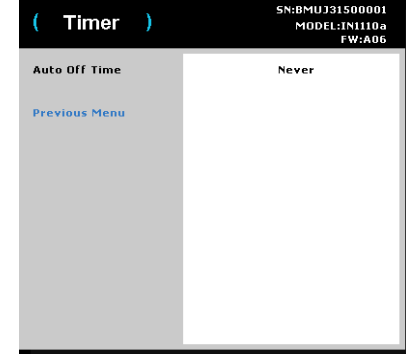 ( Timer )
SN:BMUJ31500001
MODEL:IN1110a
FW:A06
Auto Off Time
Never
Previous Menu